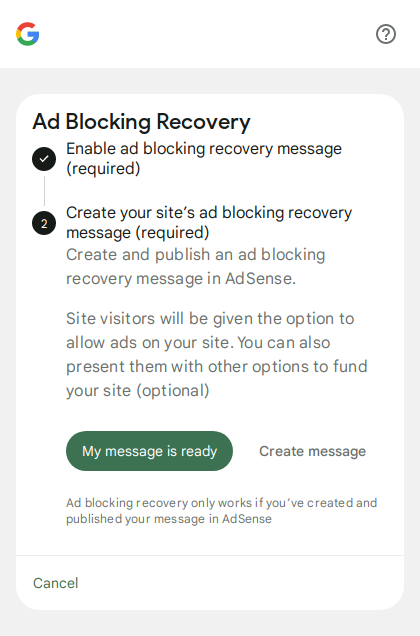 Ad Blocking Recovery
Enable ad blocking recovery message
(required)
2
Create your site's ad blocking recovery
message (required)
Create and publish an ad blocking
recovery message in AdSense.
Site visitors will be given the option to
allow ads on your site. You can also
present them with other options to fund
your site (optional)
My message is ready
Create message
Ad blocking recovery only works if you've created and
published your message in AdSense
Cancel